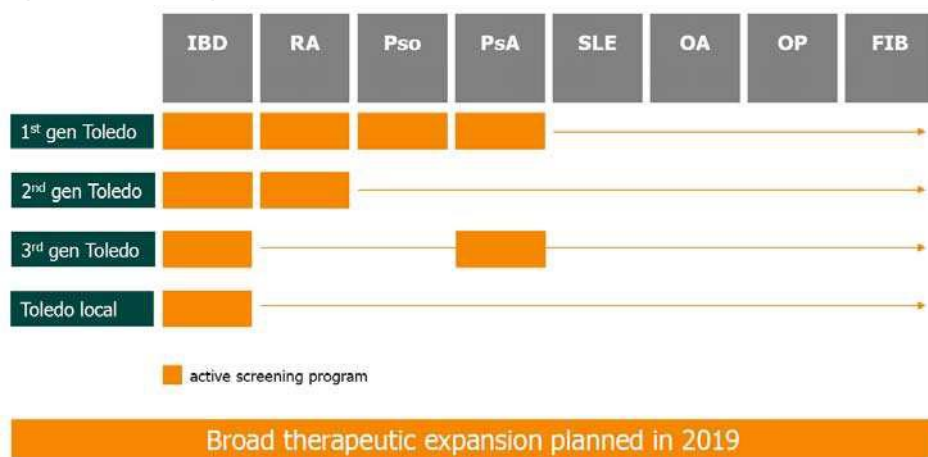 IBD RA Pso PsA SLE OA OP FIB
1st gen Toledo
2nd gen Toledo
3rd gen Toledo
Toledo local
active screening program
Broad therapeutic expansion planned in 2019